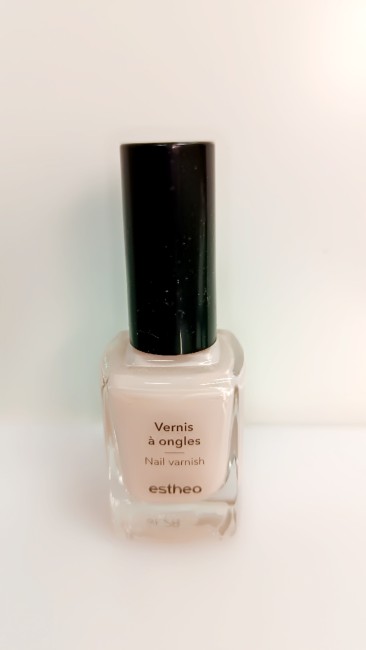 Vernis
à ongles
Nail varnish
estheo